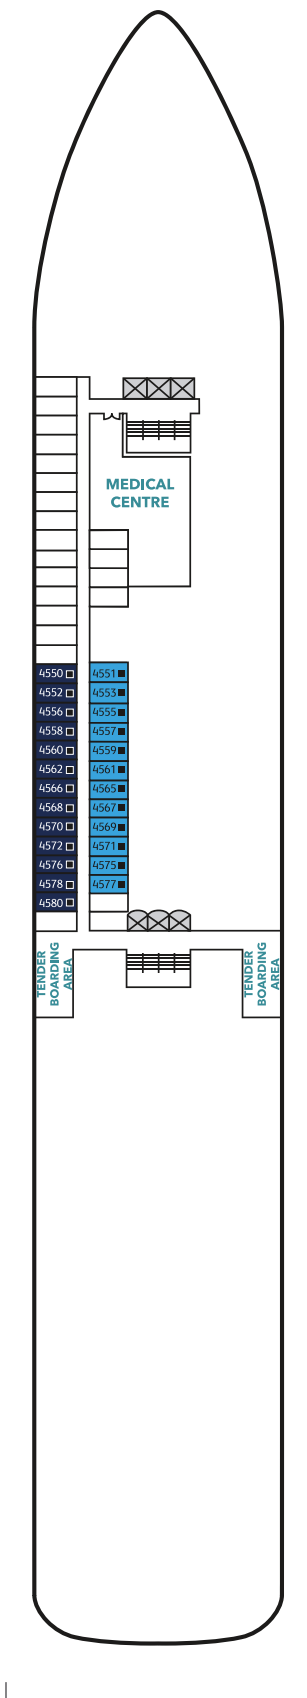 MEDICAL
CENTRE
4550 4551
4552 4553
4556 4555
4558 4557
4560 4559
4562 4561
4566 4565
4568 4567
4570 4569
4572 4571
4576 4575
4578 4577
4580
TENDER
BOARDING
AREA
TENDER
BOARDING
AREA